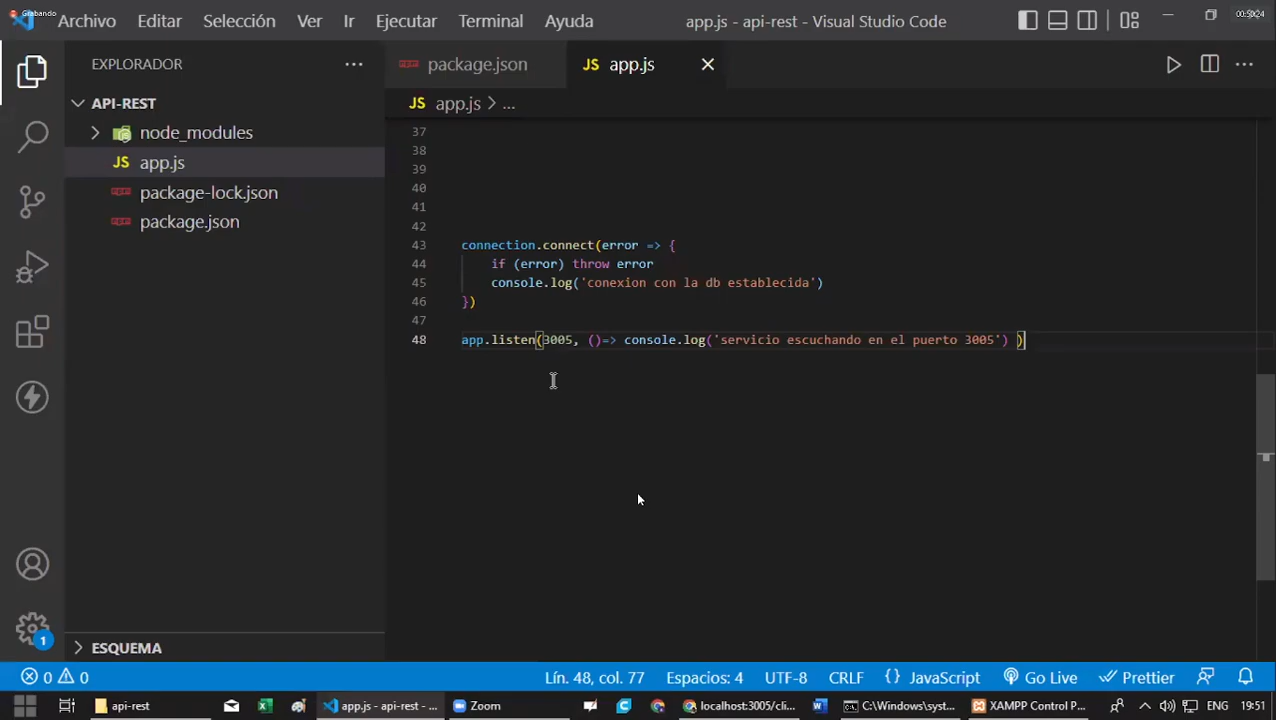 Grabando
Archivo Editar Selección Ver Ir Ejecutar Terminal Ayuda app.js - api-rest - Visual Studio Code
EXPLORADOR
package.json
JS app.js
API-REST
JS app.js > ...
node_modules
JS app.js
package-lock.json
package.json
37
38
39
40
41
42
43 connection.connect(error => {
44 if (error) throw error
45 console.log('conexion con la db establecida')
46 })
47
48 app.listen(3005, ()=> console.log('servicio escuchando en el puerto 3005') )
1
ESQUEMA
0 0 Lín. 48, col. 77 Espacios: 4 UTF-8 CRLF {} JavaScript Go Live Prettier
api-rest app.js - api-rest - ... Zoom localhost:3005/cli... C:\Windows\syst... XAMPP Control P... ENG 19:51